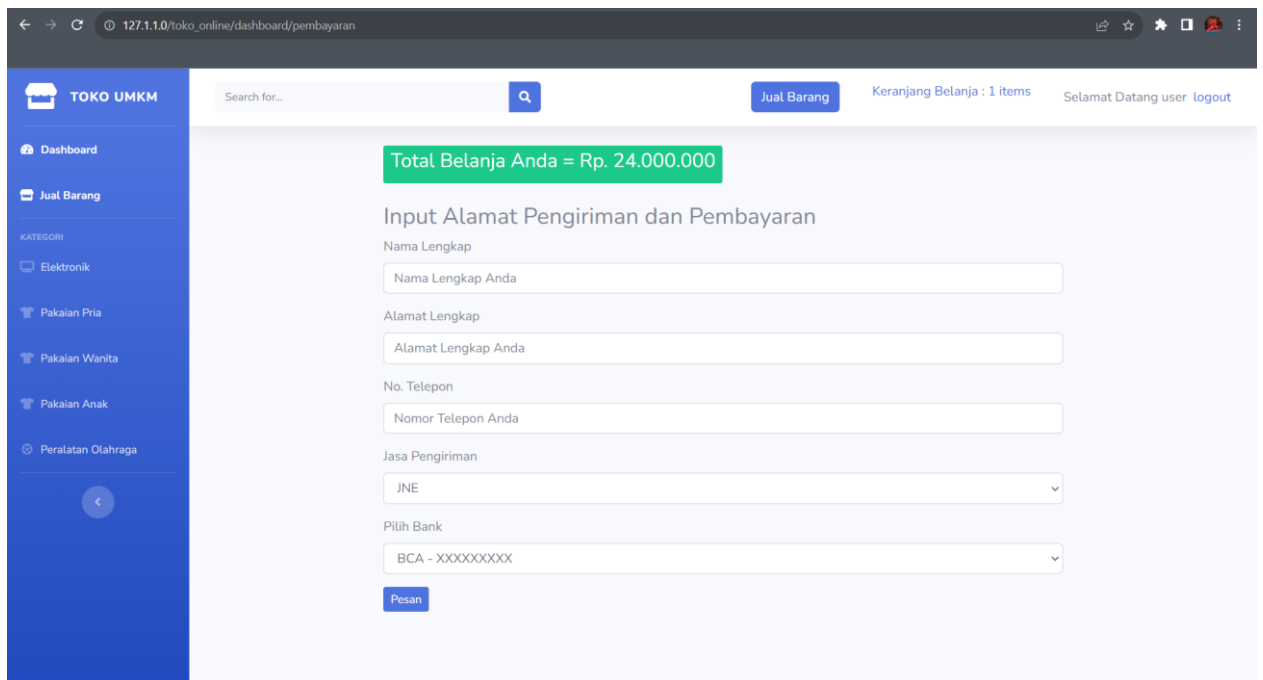 127.1.1.0/toko_online/dashboard/pembayaran
TOKO UMKM
Search for...
Jual Barang
Keranjang Belanja : 1 items
Selamat Datang user logout
Dashboard
Jual Barang
KATEGORI
Elektronik
Pakaian Pria
Pakaian Wanita
Pakaian Anak
Peralatan Olahraga
Total Belanja Anda = Rp. 24.000.000
Input Alamat Pengiriman dan Pembayaran
Nama Lengkap
Nama Lengkap Anda
Alamat Lengkap
Alamat Lengkap Anda
No. Telepon
Nomor Telepon Anda
Jasa Pengiriman
JNE
Pilih Bank
BCA - XXXXXXXXX
Pesan